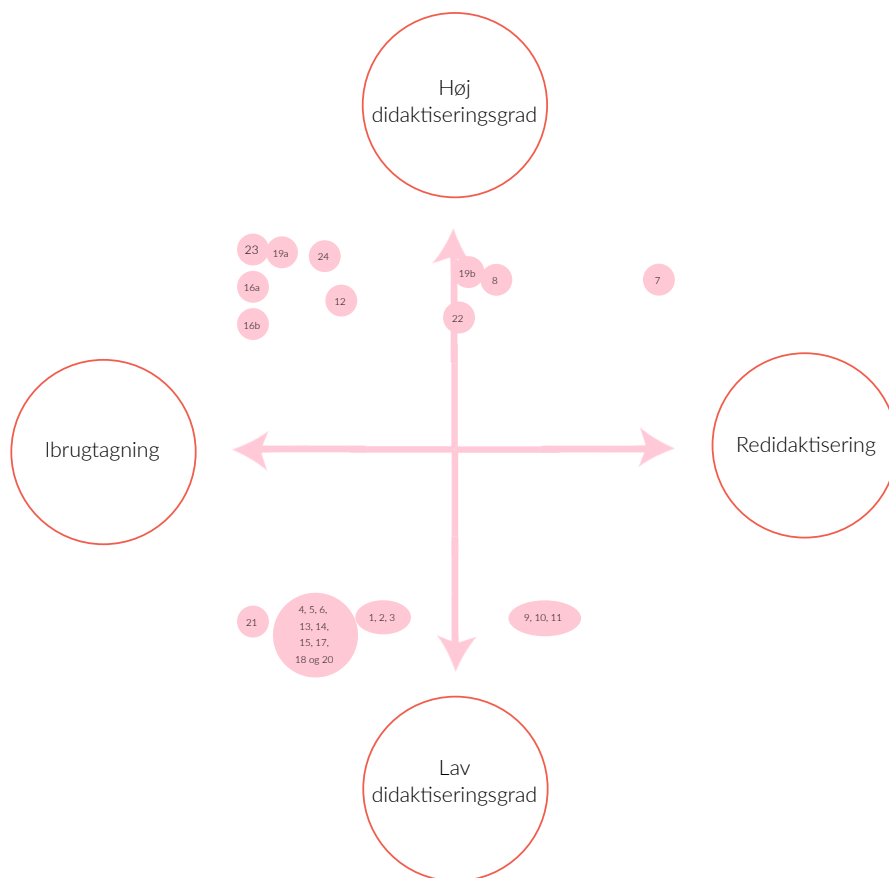 Høj
didaktiseringsgrad
23
19a
24
19b
8
7
16a
12
22
16b
Ibrugtagning
Redidaktisering
21
4, 5, 6,
13, 14,
15, 17,
18 og 20
1, 2, 3
9, 10, 11
Lav
didaktiseringsgrad